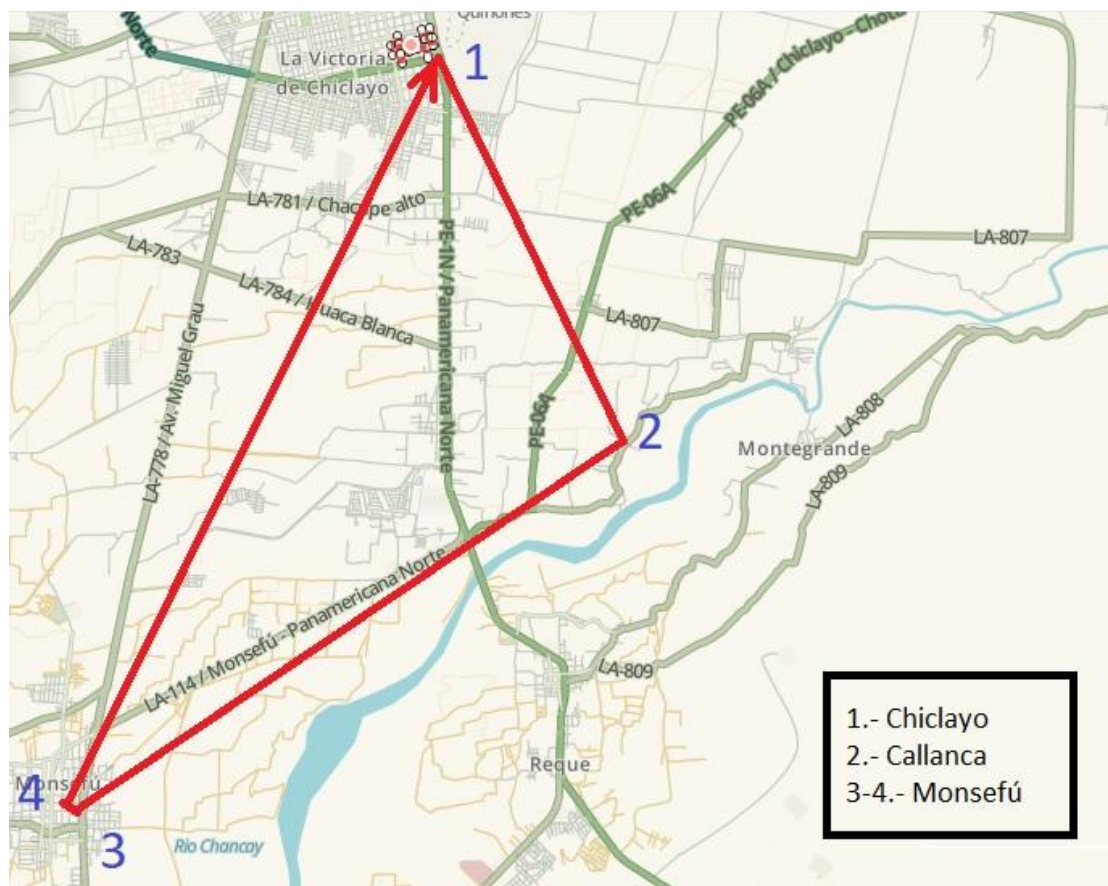 Quiñones
Norte
La Victoria
de Chiclayo
1
PE-06A / Chiclayo - Chota
PE-06A
LA-781 / Chacupe alto
LA-783
LA-784 / Huaca Blanca
PE-1N / Panamericana Norte
LA-807
LA-807
LA-778 / Av. Miguel Grau
PE-06A
2
Montegrande
LA-808
LA-809
LA-114 / Monsefú - Panamericana Norte
LA-809
Reque
Monsefú
4
3
Río Chancay
1.- Chiclayo
2.- Callanca
3-4.- Monsefú